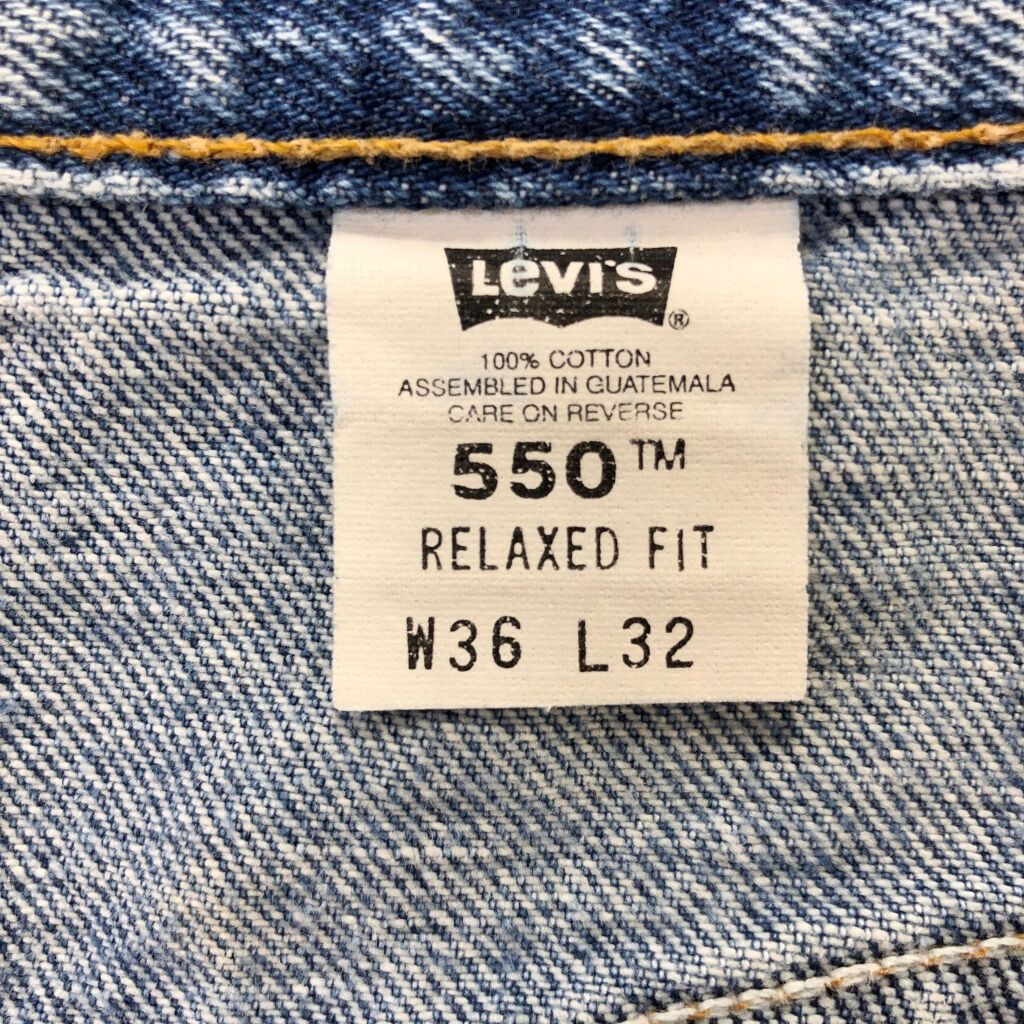 LEVI'S ®
100% COTTON
ASSEMBLED IN GUATEMALA
CARE ON REVERSE
550™
RELAXED FIT
W36 L32